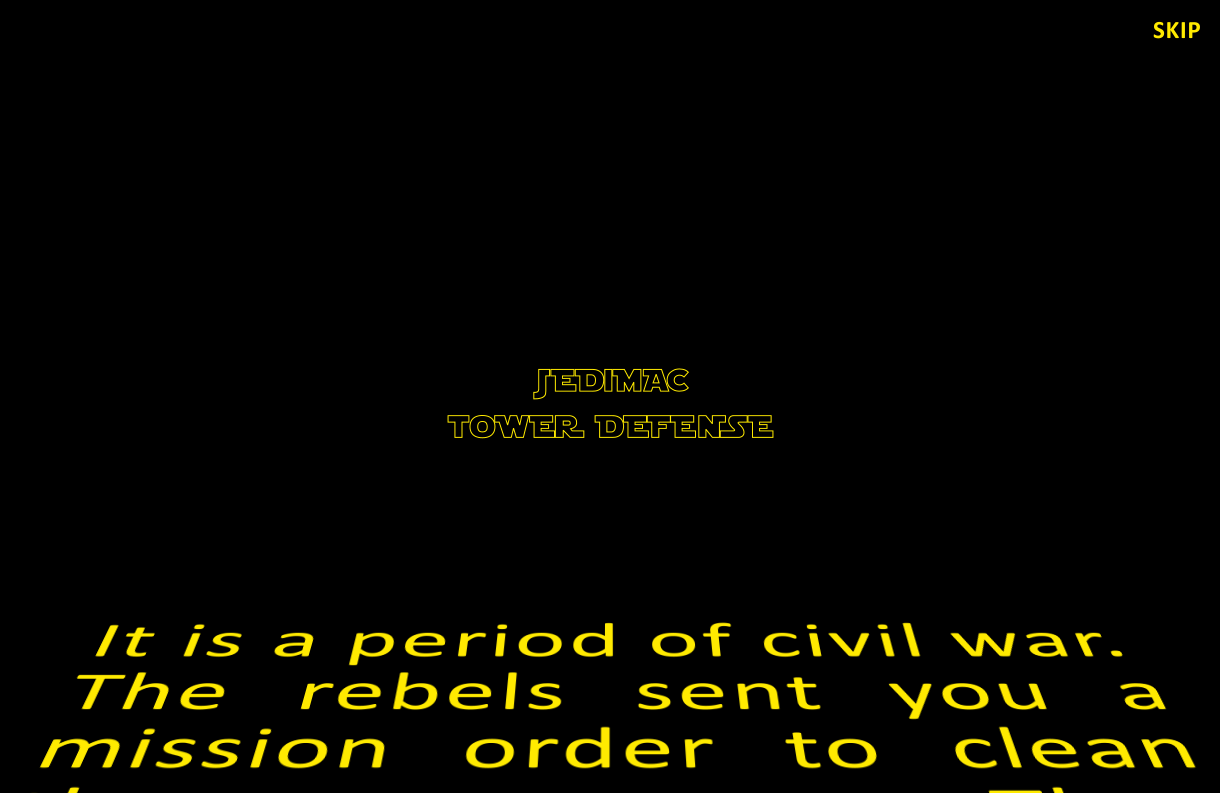 SKIP
JEDIMAC
TOWER DEFENSE
It is a period of civil war.
The rebels sent you a
mission order to clean